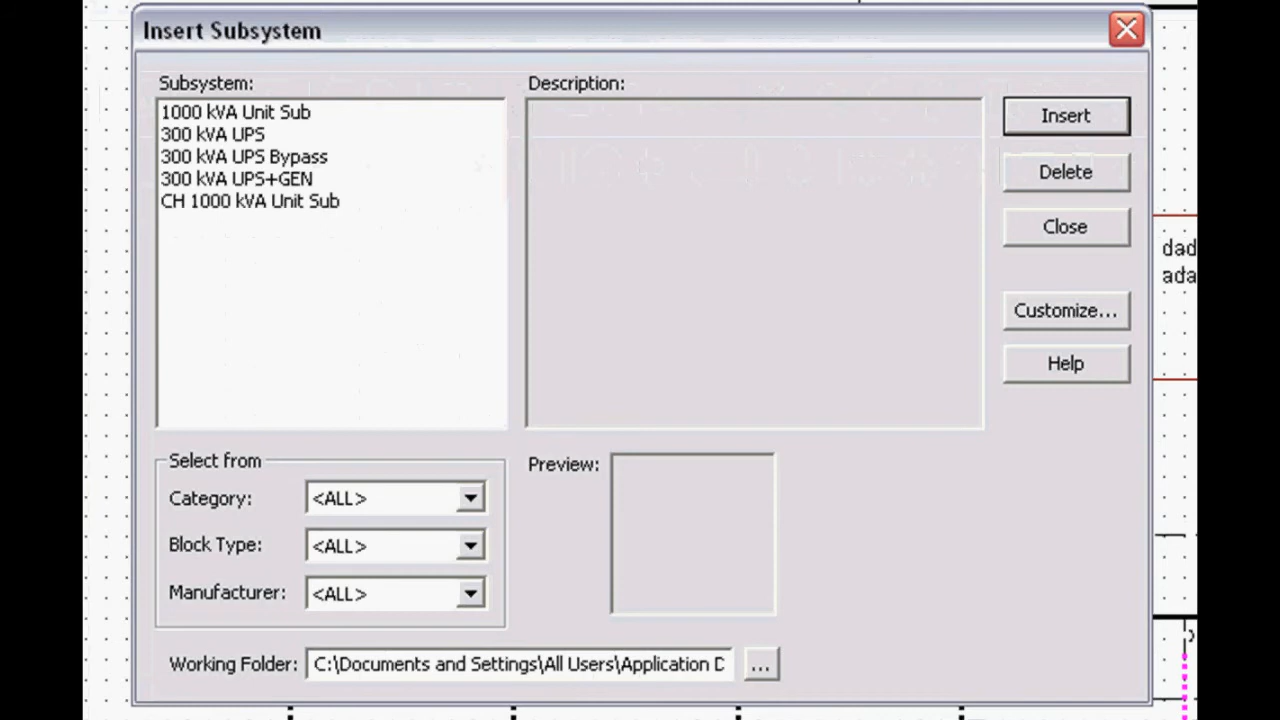 Insert Subsystem
Subsystem:
1000 kVA Unit Sub
300 kVA UPS
300 kVA UPS Bypass
300 kVA UPS+GEN
CH 1000 kVA Unit Sub
Description:
Insert
Delete
Close
Customize...
Help
dad
ada
Select from
Category:
<ALL>
Block Type:
<ALL>
Manufacturer:
<ALL>
Preview:
Working Folder:
C:\Documents and Settings\All Users\Application D
...